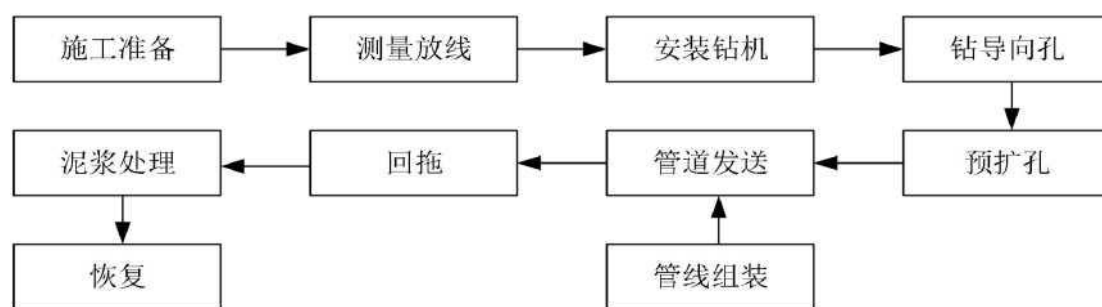 施工准备
测量放线
安装钻机
钻导向孔
泥浆处理
回拖
管道发送
预扩孔
恢复
管线组装